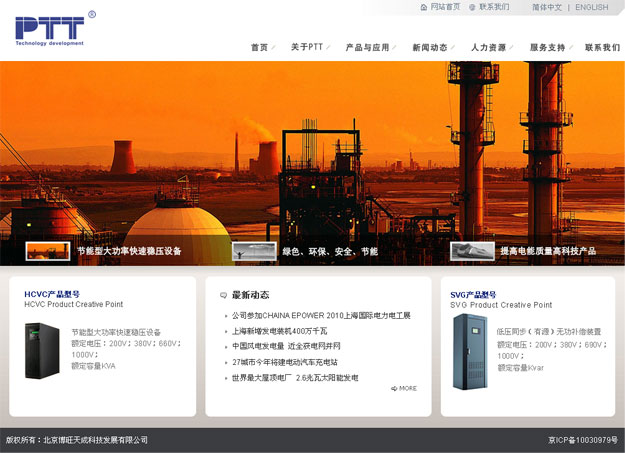 网站首页 联系我们 简体中文 | ENGLISH
PTT®
Technology development
首页 关于PTT 产品与应用 新闻动态 人力资源 服务支持 联系我们
节能型大功率快速稳压设备
绿色、环保、安全、节能
提高电能质量高科技产品
HCVC产品型号
HCVC Product Creative Point
节能型大功率快速稳压设备
额定电压：200V；380V；660V；
1000V；
额定容量KVA
最新动态
公司参加CHAINA EPOWER 2010上海国际电力电工展
上海新增发电装机400万千瓦
中国风电发电量 近全获电网并网
27城市今年将建电动汽车充电站
世界最大屋顶电厂 2.6兆瓦太阳能发电
MORE
SVG产品型号
SVG Product Creative Point
低压同步（有源）无功补偿装置
额定电压：200V；380V；690V；
1000V；
额定容量Kvar
版权所有：北京博旺天成科技发展有限公司
京ICP备10030979号